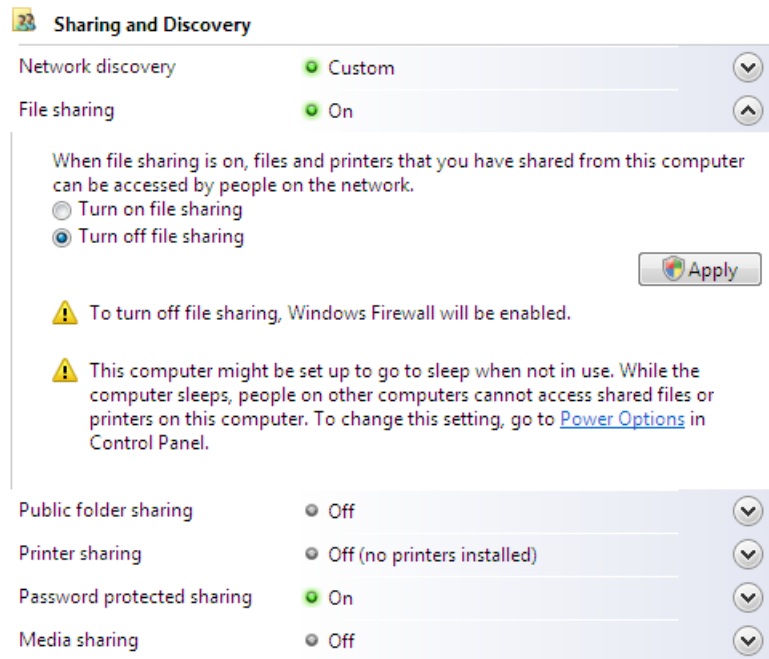 Sharing and Discovery
Network discovery Custom
File sharing On
When file sharing is on, files and printers that you have shared from this computer
can be accessed by people on the network.
Turn on file sharing
Turn off file sharing
Apply
To turn off file sharing, Windows Firewall will be enabled.
This computer might be set up to go to sleep when not in use. While the
computer sleeps, people on other computers cannot access shared files or
printers on this computer. To change this setting, go to Power Options in
Control Panel.
Public folder sharing Off
Printer sharing Off (no printers installed)
Password protected sharing On
Media sharing Off